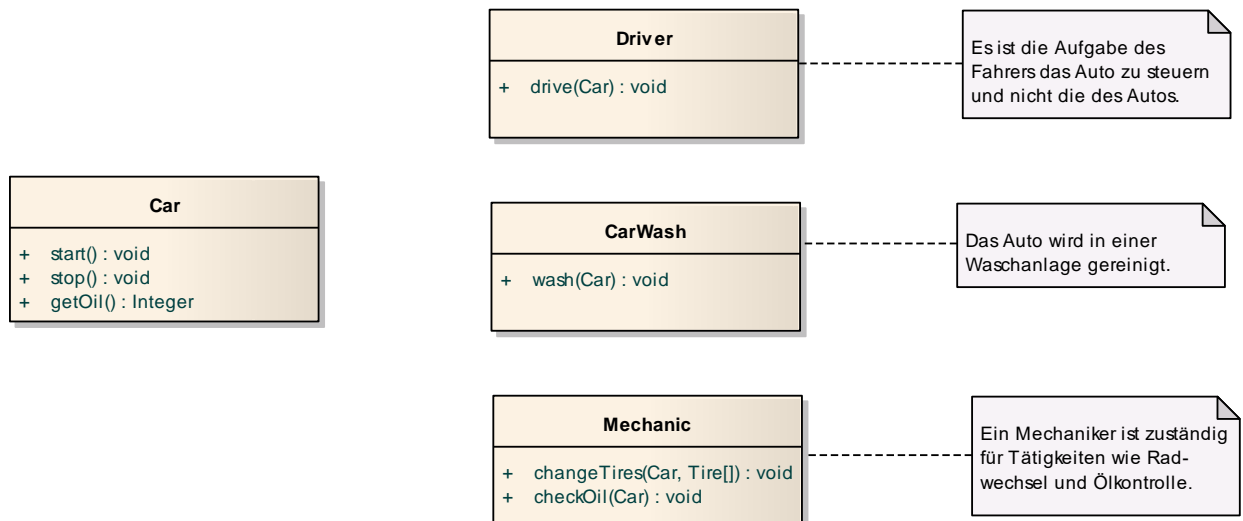 Driver
+ drive(Car) : void
Es ist die Aufgabe des
Fahrers das Auto zu steuern
und nicht die des Autos.
Car
+ start() : void
+ stop() : void
+ getOil() : Integer
CarWash
+ wash(Car) : void
Das Auto wird in einer
Waschanlage gereinigt.
Mechanic
+ changeTires(Car, Tire[]) : void
+ checkOil(Car) : void
Ein Mechaniker ist zuständig
für Tätigkeiten wie Rad-
wechsel und Ölkontrolle.